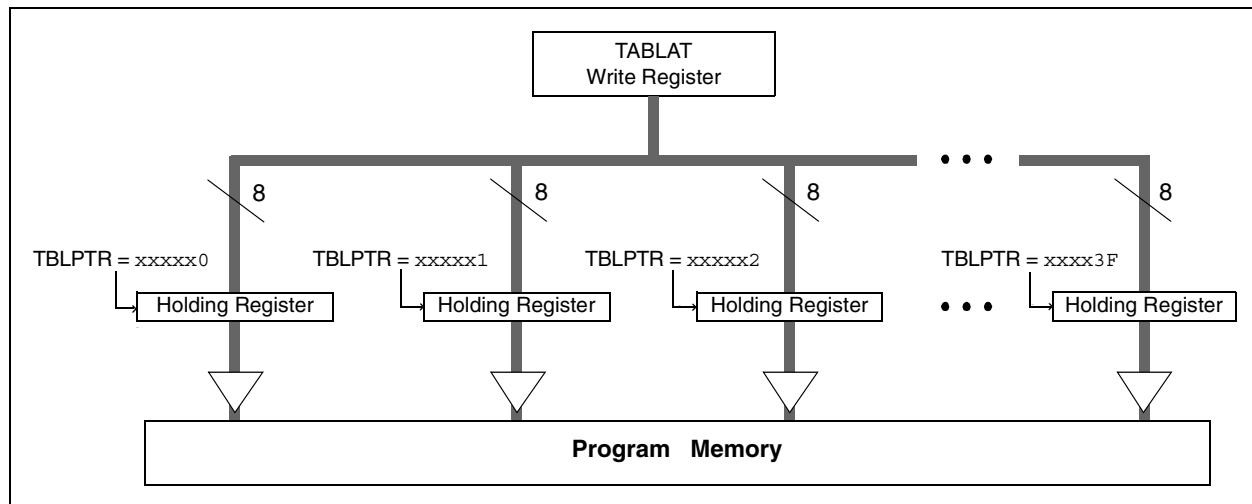 TABLAT
Write Register
8 8 8 8
TBLPTR = xxxxx0 TBLPTR = xxxxx1 TBLPTR = xxxxx2 TBLPTR = xxxx3F
Holding Register Holding Register Holding Register Holding Register
Program Memory